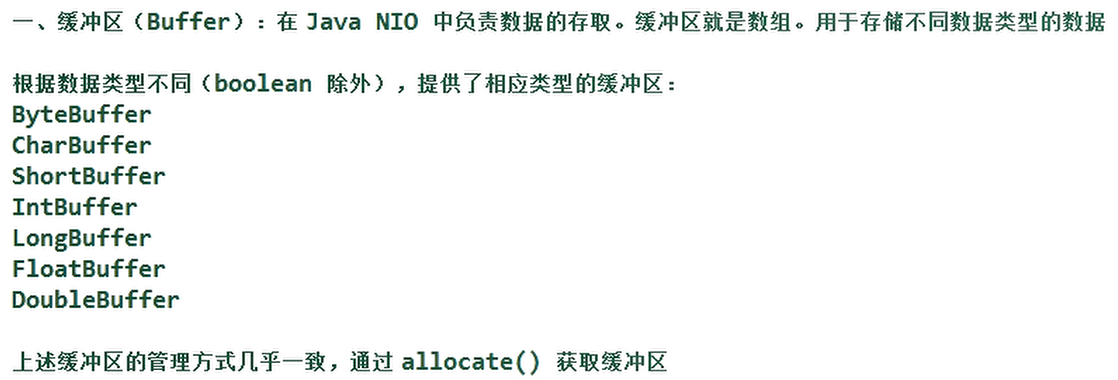 一、缓冲区（Buffer）：在 Java NIO 中负责数据的存取。缓冲区就是数组。用于存储不同数据类型的数据
根据数据类型不同（boolean 除外），提供了相应类型的缓冲区：
ByteBuffer
CharBuffer
ShortBuffer
IntBuffer
LongBuffer
FloatBuffer
DoubleBuffer
上述缓冲区的管理方式几乎一致，通过 allocate() 获取缓冲区